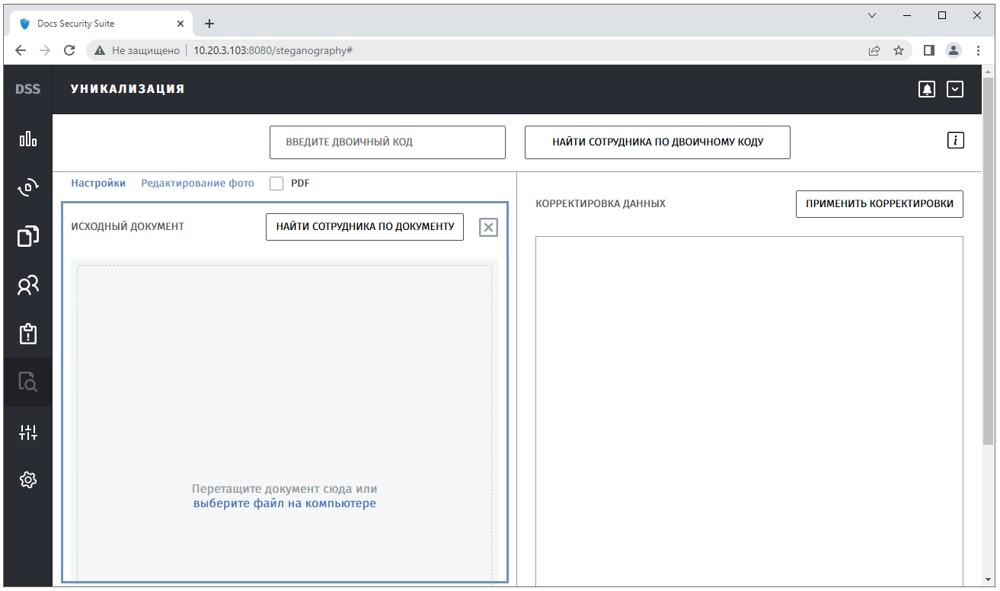 Docs Security Suite
Не защищено
10.20.3.103:8080/steganography#
DSS
УНИКАЛИЗАЦИЯ
ВВЕДИТЕ ДВОИЧНЫЙ КОД
НАЙТИ СОТРУДНИКА ПО ДВОИЧНОМУ КОДУ
Настройки
Редактирование фото
PDF
ИСХОДНЫЙ ДОКУМЕНТ
НАЙТИ СОТРУДНИКА ПО ДОКУМЕНТУ
Перетащите документ сюда или
выберите файл на компьютере
КОРРЕКТИРОВКА ДАННЫХ
ПРИМЕНИТЬ КОРРЕКТИРОВКИ